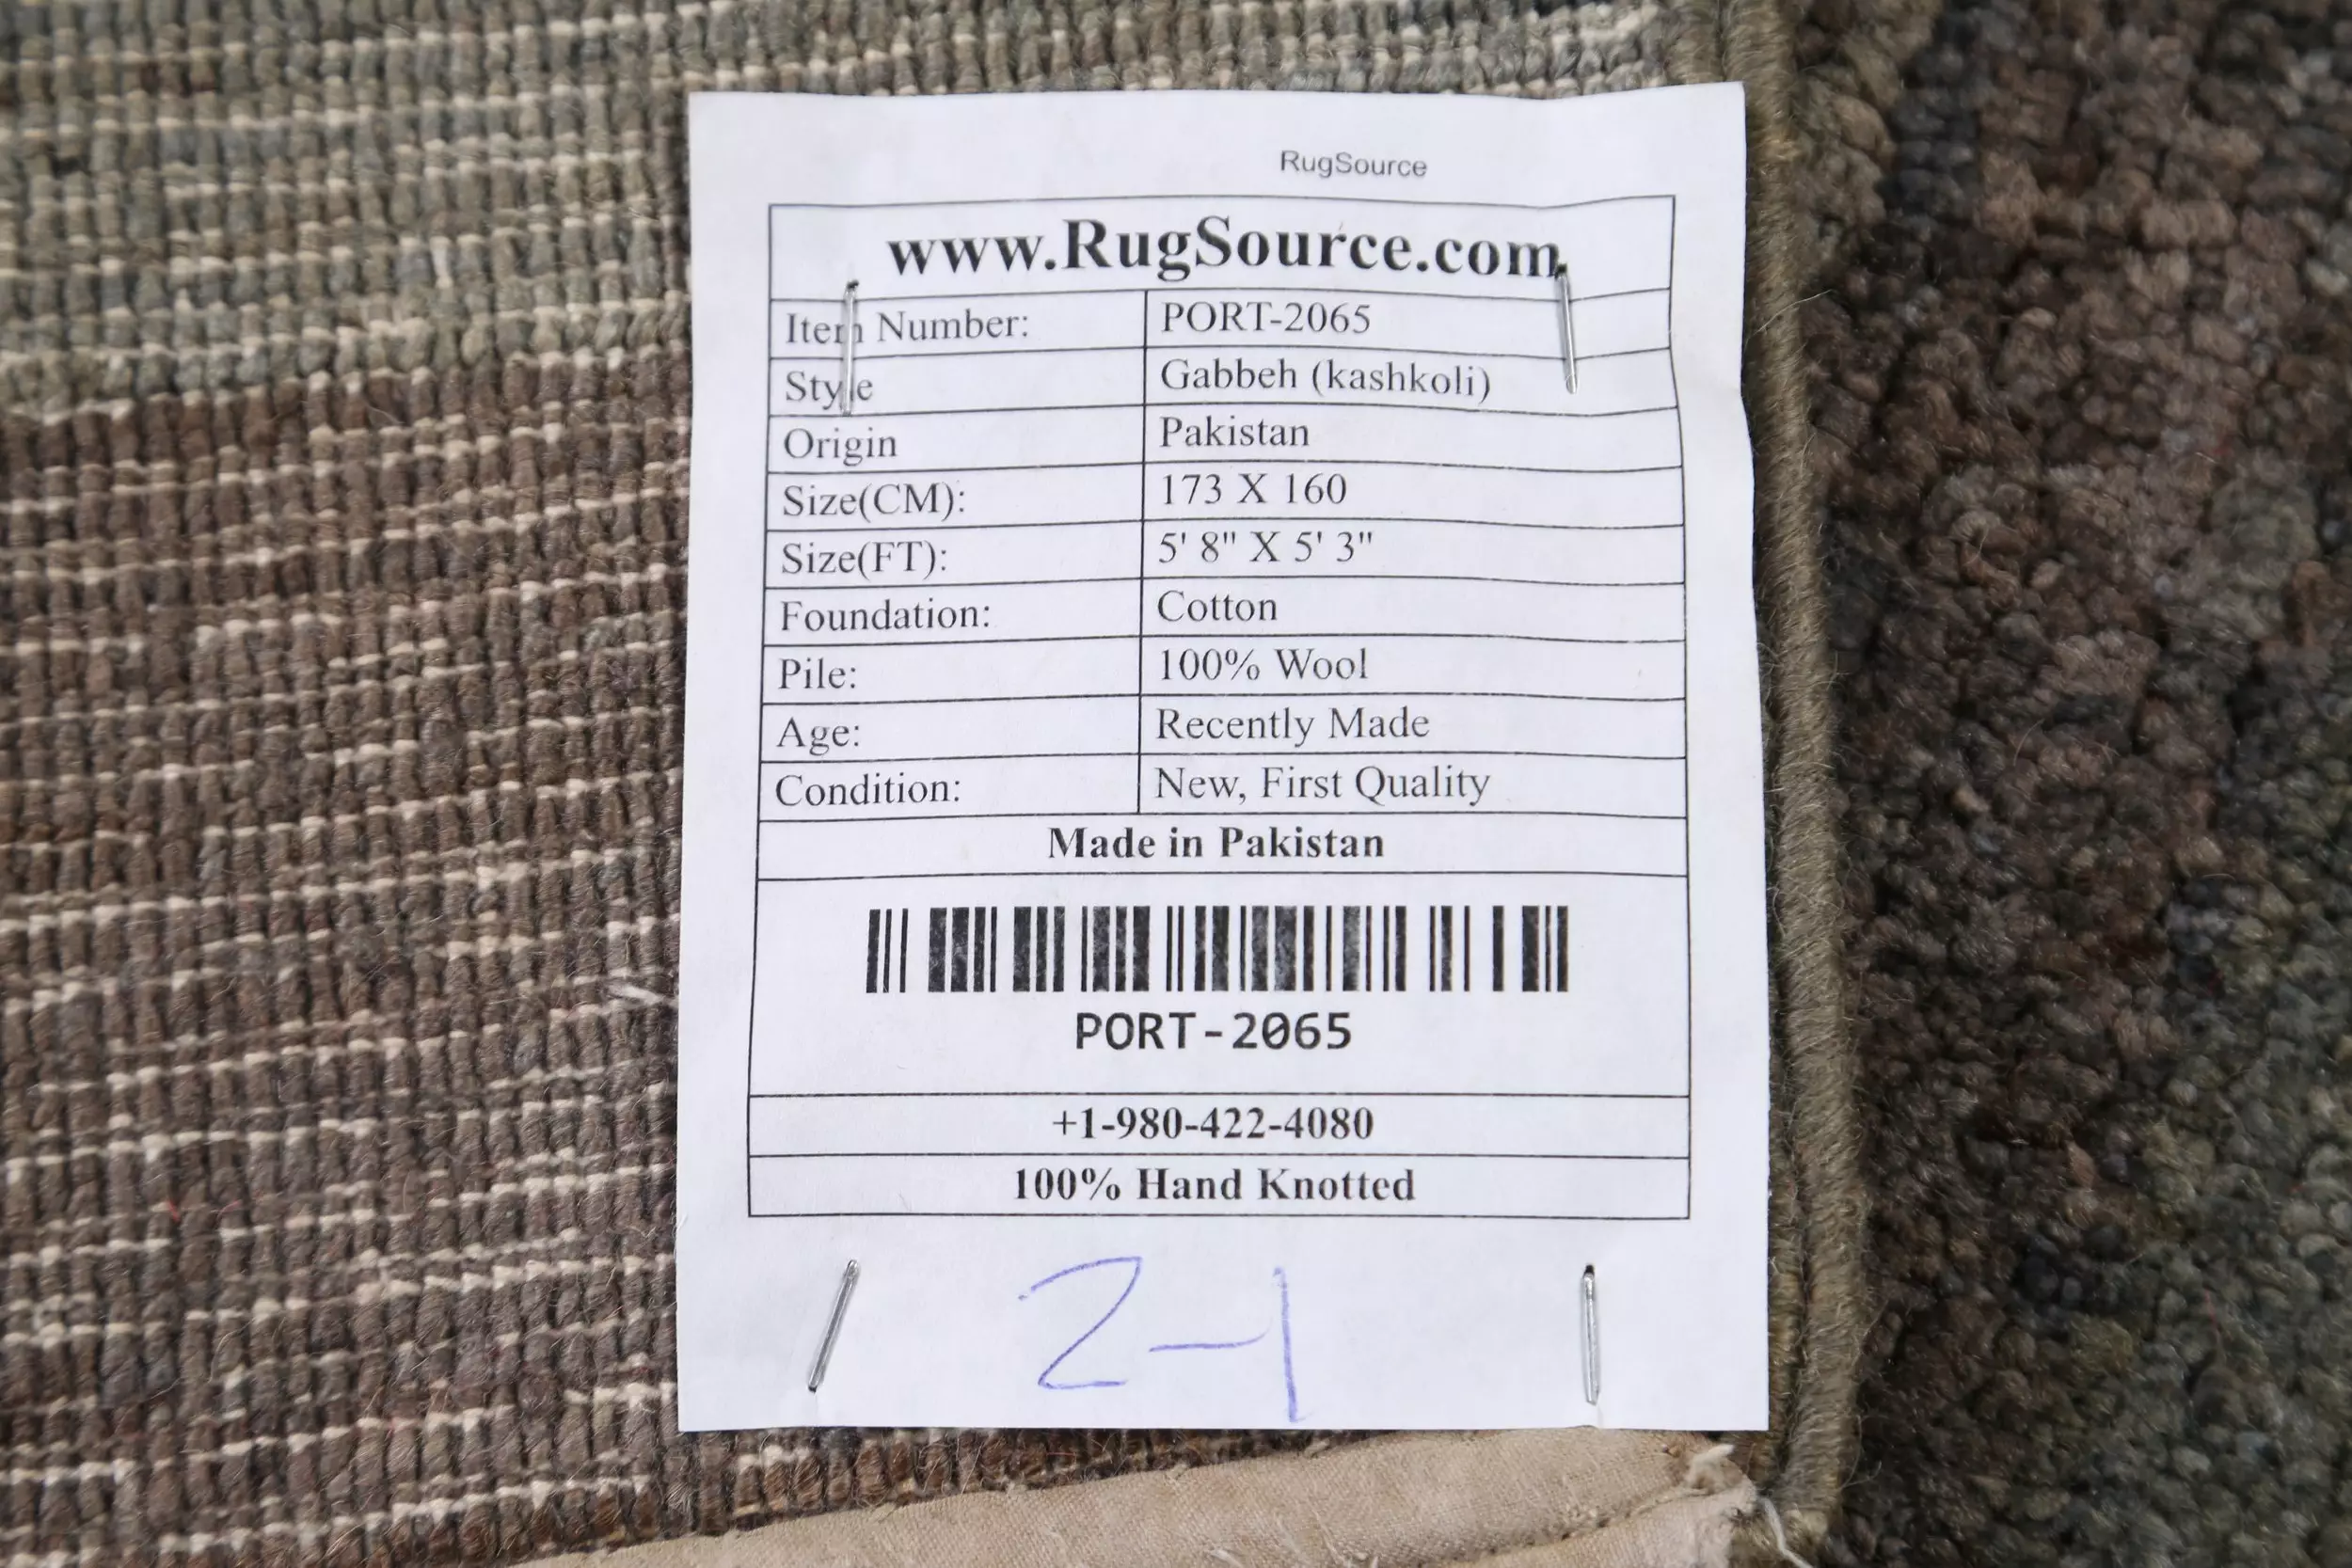 RugSource
www.RugSource.com
Item Number: PORT-2065
Style Gabbeh (kashkoli)
Origin Pakistan
Size(CM): 173 X 160
Size(FT): 5' 8" X 5' 3"
Foundation: Cotton
Pile: 100% Wool
Age: Recently Made
Condition: New, First Quality
Made in Pakistan
PORT-2065
+1-980-422-4080
100% Hand Knotted
2-1